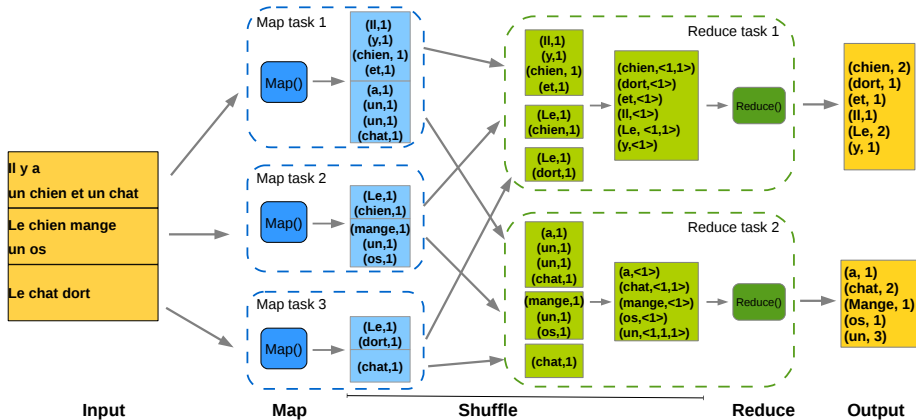 Il y a
un chien et un chat
Le chien mange
un os
Le chat dort
Map task 1
Map()
(Il,1)
(y,1)
(chien, 1)
(et,1)
(a,1)
(un,1)
(un,1)
(chat,1)
Map task 2
Map()
(Le,1)
(chien,1)
(mange,1)
(un,1)
(os,1)
Map task 3
Map()
(Le,1)
(dort,1)
(chat,1)
Reduce task 1
(Il,1)
(y,1)
(chien, 1)
(et,1)
(Le,1)
(chien,1)
(Le,1)
(dort,1)
(chien,<1,1>)
(dort,<1>)
(et,<1>)
(Il,<1>)
(Le, <1,1>)
(y,<1>)
Reduce()
Reduce task 2
(a,1)
(un,1)
(un,1)
(chat,1)
(mange,1)
(un,1)
(os,1)
(chat,1)
(a,<1>)
(chat,<1,1>)
(mange,<1>)
(os,<1>)
(un,<1,1,1>)
Reduce()
(chien, 2)
(dort, 1)
(et, 1)
(Il,1)
(Le, 2)
(y, 1)
(a, 1)
(chat, 2)
(Mange, 1)
(os, 1)
(un, 3)
Input
Map
Shuffle
Reduce
Output